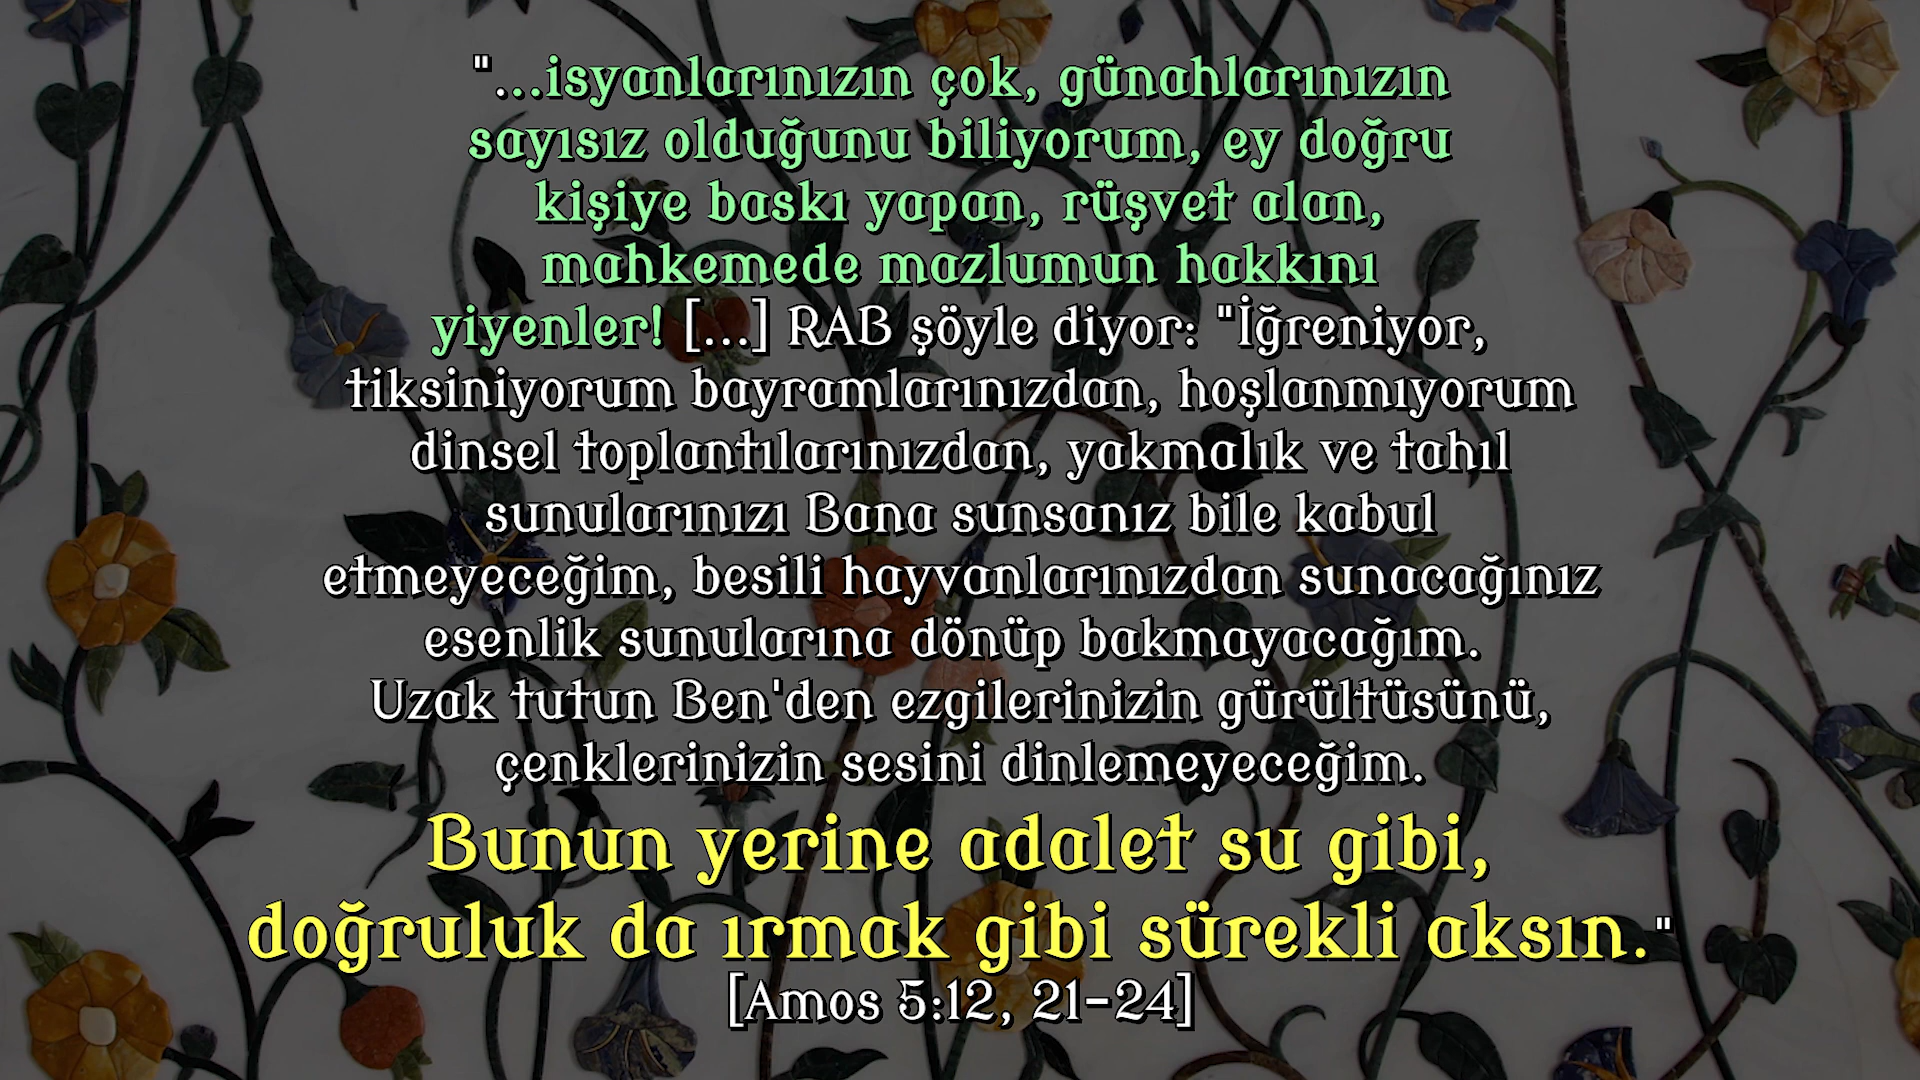 "...isyanlarınızın çok, günahlarınızın
sayısız olduğunu biliyorum, ey doğru
kişiye baskı yapan, rüşvet alan,
mahkemede mazlumun hakkını
yiyenler! [...] RAB şöyle diyor: "İğreniyor,
tiksiniyorum bayramlarınızdan, hoşlanmıyorum
dinsel toplantılarınızdan, yakmalık ve tahıl
sunularınızı Bana sunsanız bile kabul
etmeyeceğim, besili hayvanlarınızdan sunacağınız
esenlik sunularına dönüp bakmayacağım.
Uzak tutun Ben'den ezgilerinizin gürültüsünü,
çenklerinizin sesini dinlemeyeceğim.
Bunun yerine adalet su gibi,
doğruluk da ırmak gibi sürekli aksın."
[Amos 5:12, 21-24]